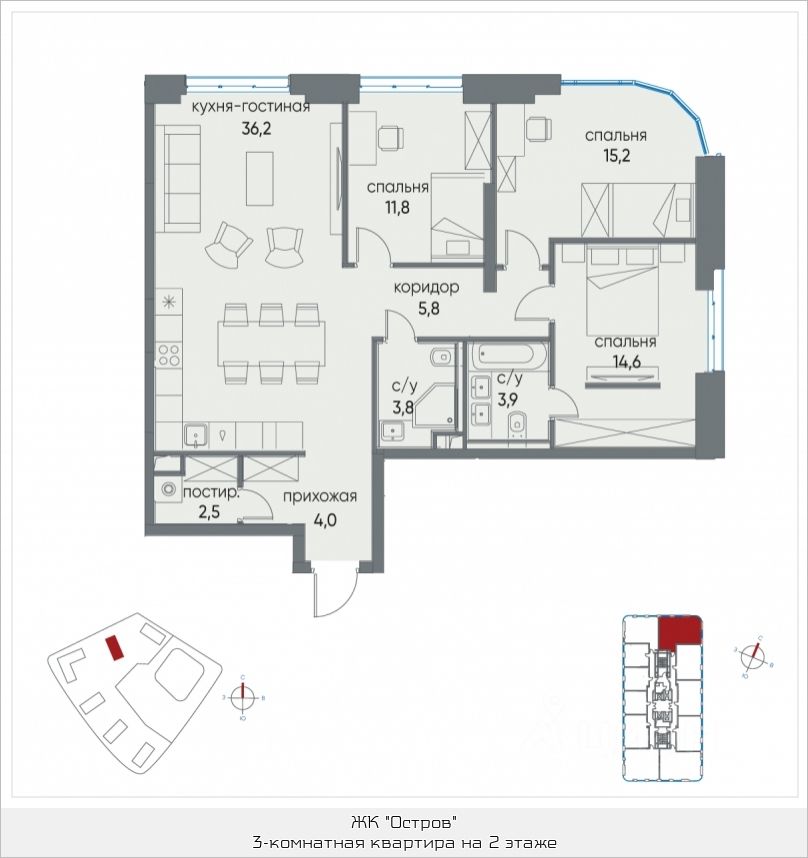 кухня-гостиная
36,2
спальня
11,8
спальня
15,2
коридор
5,8
спальня
14,6
с/у
3,8
с/у
3,9
постир.
2,5
прихожая
4,0
С
З
В
Ю
С
З
В
Ю
ЖК "Остров"
3-комнатная квартира на 2 этаже